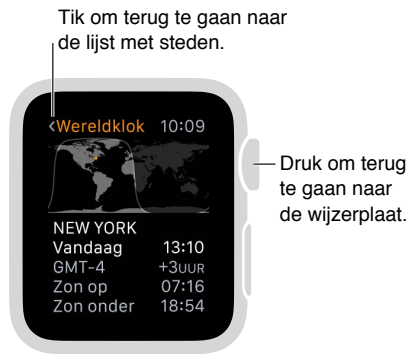 Tik om terug te gaan naar
de lijst met steden.
<Wereldklok 10:09
Druk om terug
te gaan naar
de wijzerplaat.
NEW YORK
Vandaag 13:10
GMT-4 +3UUR
Zon op 07:16
Zon onder 18:54